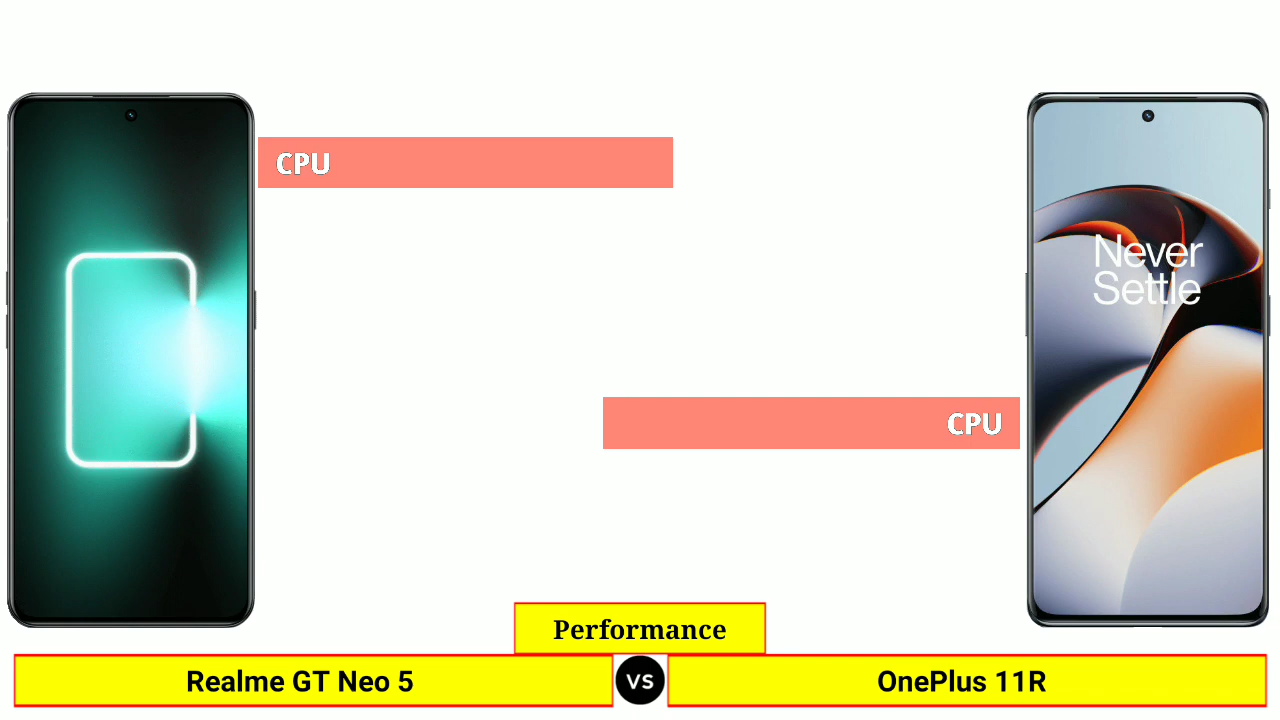 CPU
Never
Settle
CPU
Performance
Realme GT Neo 5
VS
OnePlus 11R